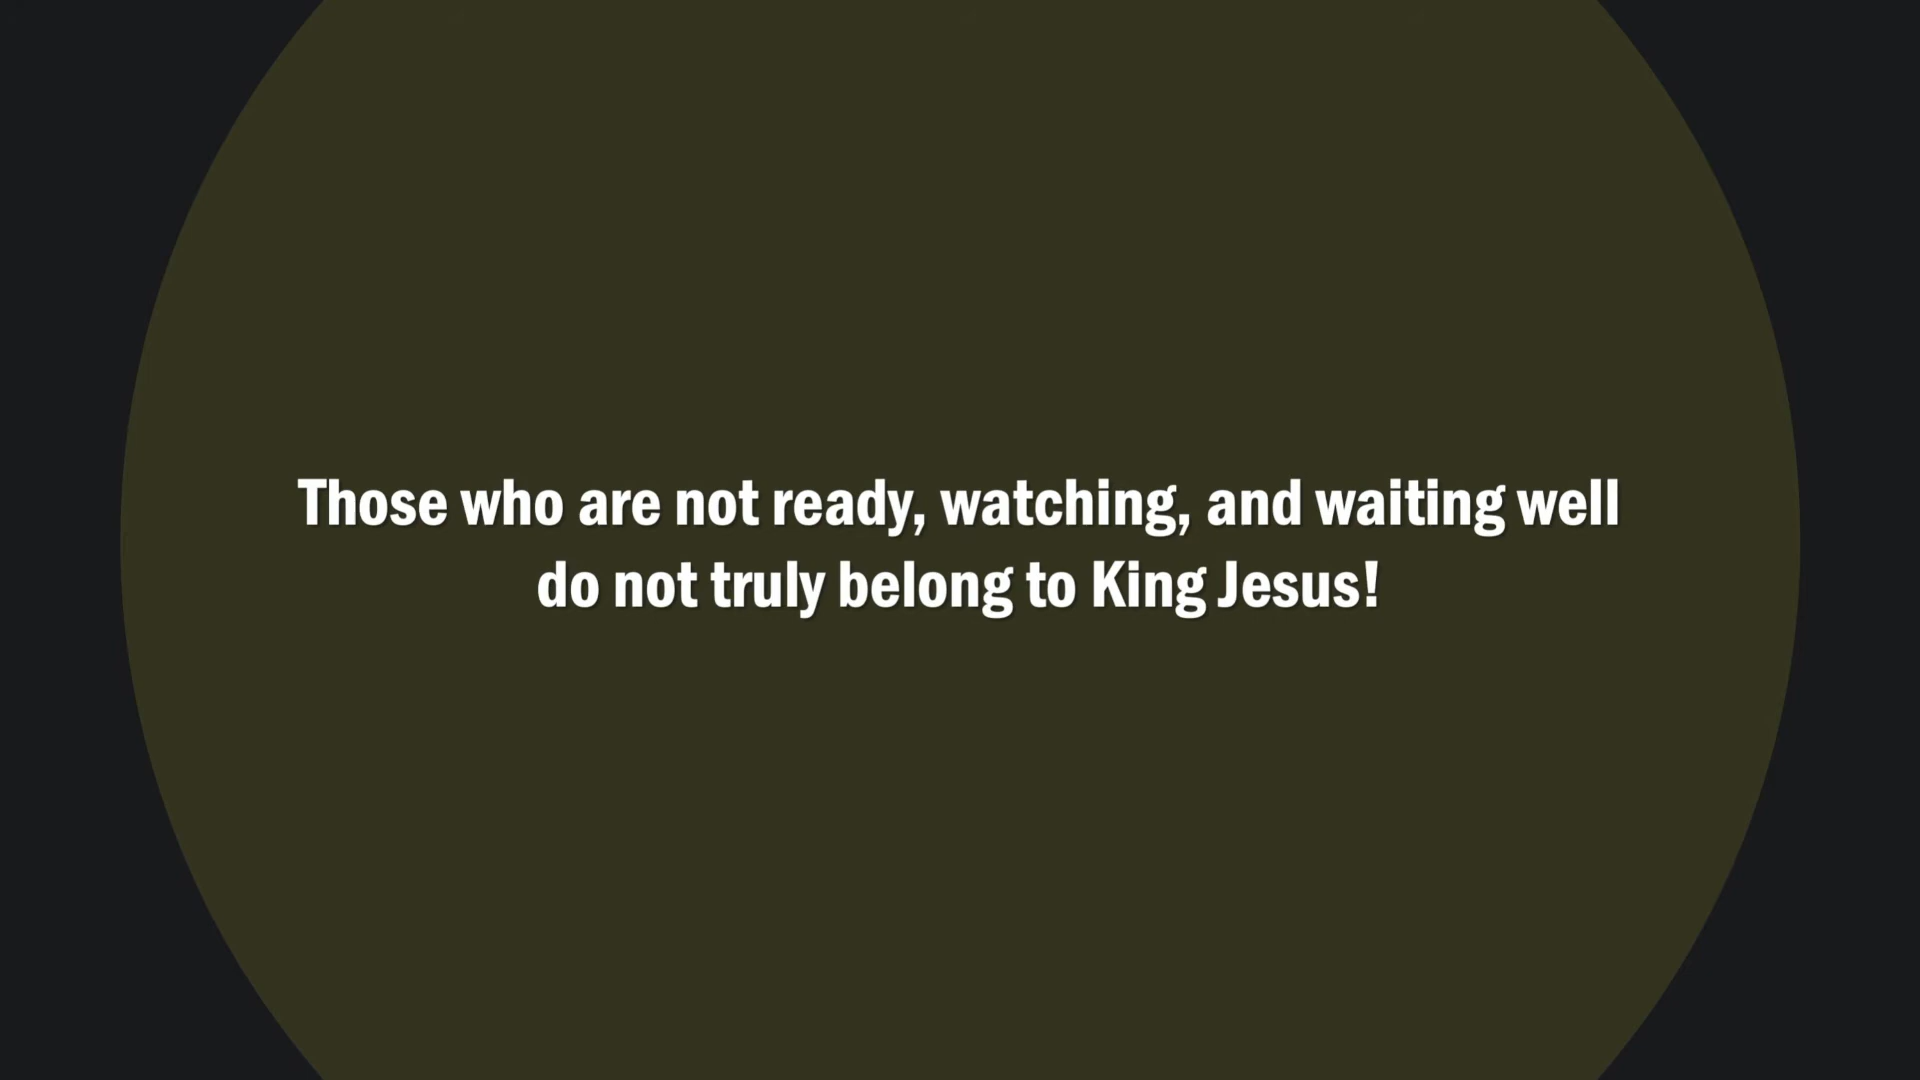 Those who are not ready, watching, and waiting well
do not truly belong to King Jesus!